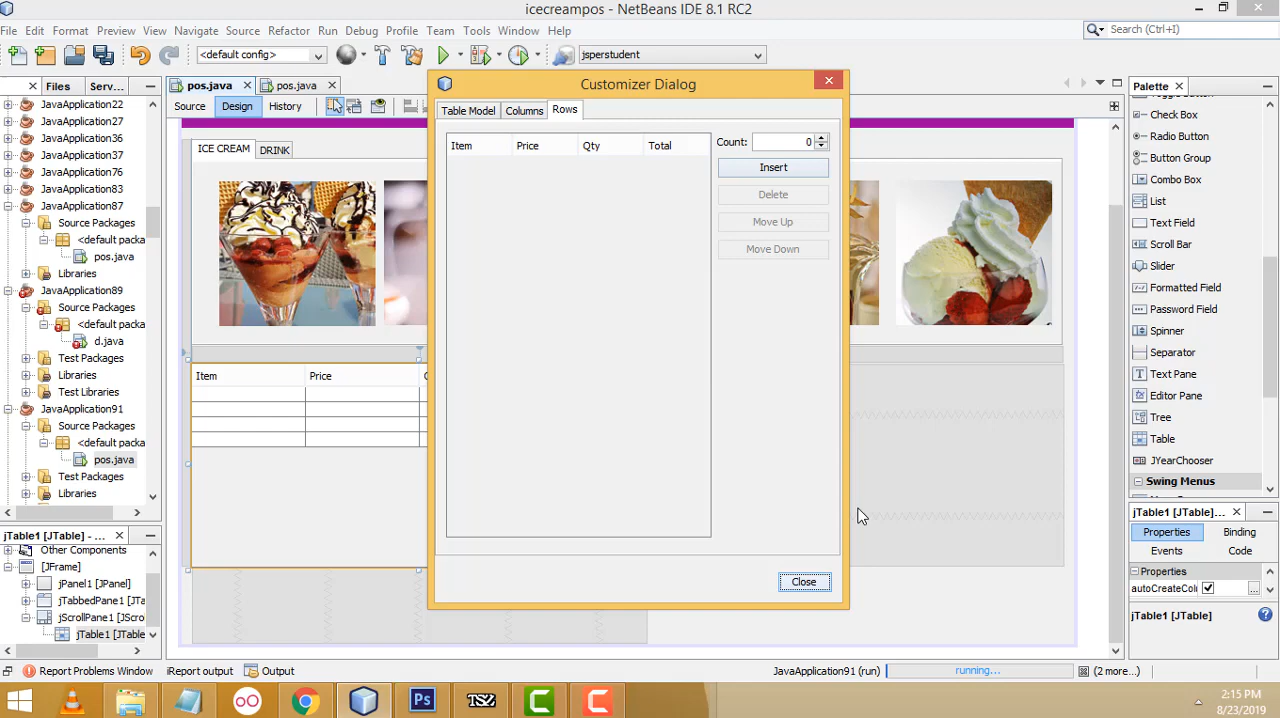 icecreampos - NetBeans IDE 8.1 RC2
File Edit Format Preview View Navigate Source Refactor Run Debug Profile Team Tools Window Help
Search (Ctrl+I)
<default config>
jsperstudent
Files Serv...
pos.java
pos.java
Source Design History
Palette
JavaApplication22
JavaApplication27
JavaApplication36
JavaApplication37
JavaApplication76
JavaApplication83
JavaApplication87
Source Packages
<default packa
pos.java
Libraries
JavaApplication89
Source Packages
<default packa
d.java
Test Packages
Libraries
Test Libraries
JavaApplication91
Source Packages
<default packa
pos.java
Test Packages
Libraries
jTable1 [JTable] - ...
Other Components
[JFrame]
jPanel1 [JPanel]
jTabbedPane1 [JTa
jScrollPane1 [JScro
jTable1 [JTable
ICE CREAM DRINK
Item Price
Customizer Dialog
Table Model Columns Rows
Item Price Qty Total
Count: 0
Insert
Delete
Move Up
Move Down
Close
Check Box
Radio Button
Button Group
Combo Box
List
Text Field
Scroll Bar
Slider
Formatted Field
Password Field
Spinner
Separator
Text Pane
Editor Pane
Tree
Table
JYearChooser
Swing Menus
jTable1 [JTable]...
Properties Binding
Events Code
Properties
autoCreateColu
...
jTable1 [JTable]
Report Problems Window iReport output Output
JavaApplication91 (run) running... (2 more...)
Ps
TSZ
C
C
2:15 PM
8/23/2019